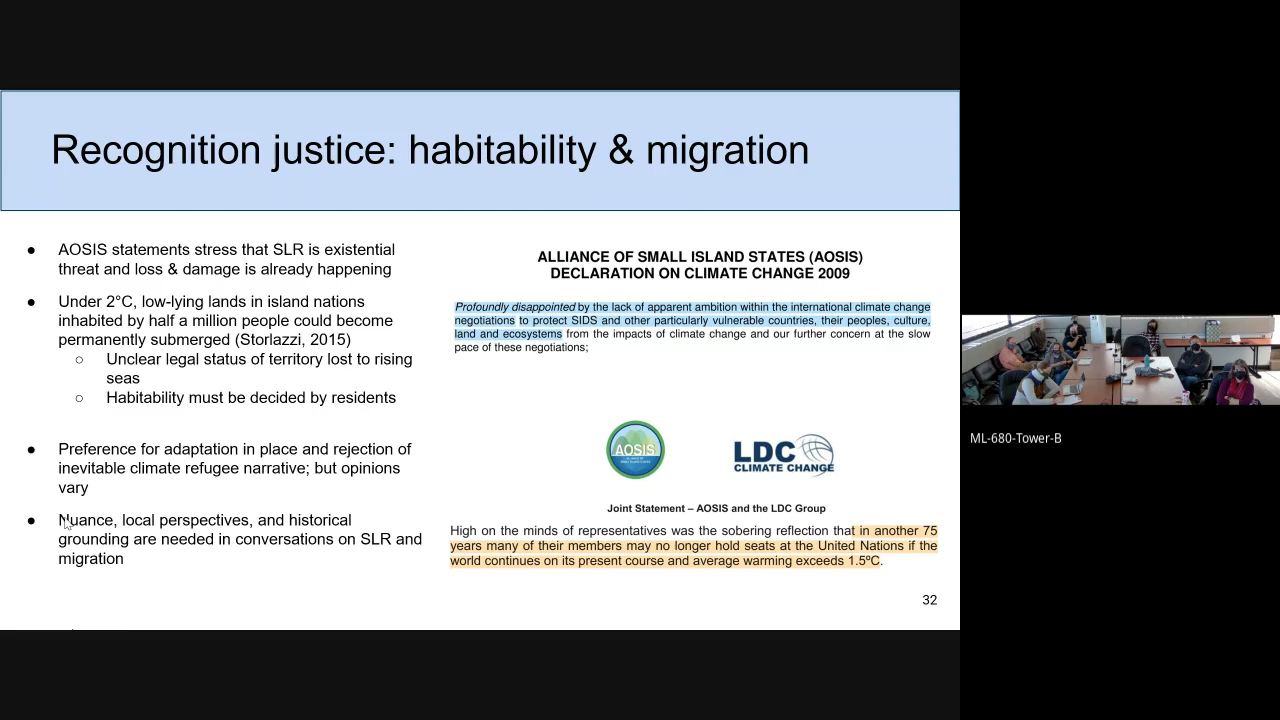 Recognition justice: habitability & migration
● AOSIS statements stress that SLR is existential
threat and loss & damage is already happening
● Under 2°C, low-lying lands in island nations
inhabited by half a million people could become
permanently submerged (Storlazzi, 2015)
○ Unclear legal status of territory lost to rising
seas
○ Habitability must be decided by residents
● Preference for adaptation in place and rejection of
inevitable climate refugee narrative; but opinions
vary
● Nuance, local perspectives, and historical
grounding are needed in conversations on SLR and
migration
ALLIANCE OF SMALL ISLAND STATES (AOSIS)
DECLARATION ON CLIMATE CHANGE 2009
Profoundly disappointed by the lack of apparent ambition within the international climate change
negotiations to protect SIDS and other particularly vulnerable countries, their peoples, culture,
land and ecosystems from the impacts of climate change and our further concern at the slow
pace of these negotiations;
AOSIS
LDC
CLIMATE CHANGE
Joint Statement – AOSIS and the LDC Group
High on the minds of representatives was the sobering reflection that in another 75
years many of their members may no longer hold seats at the United Nations if the
world continues on its present course and average warming exceeds 1.5ºC.
32
ML-680-Tower-B